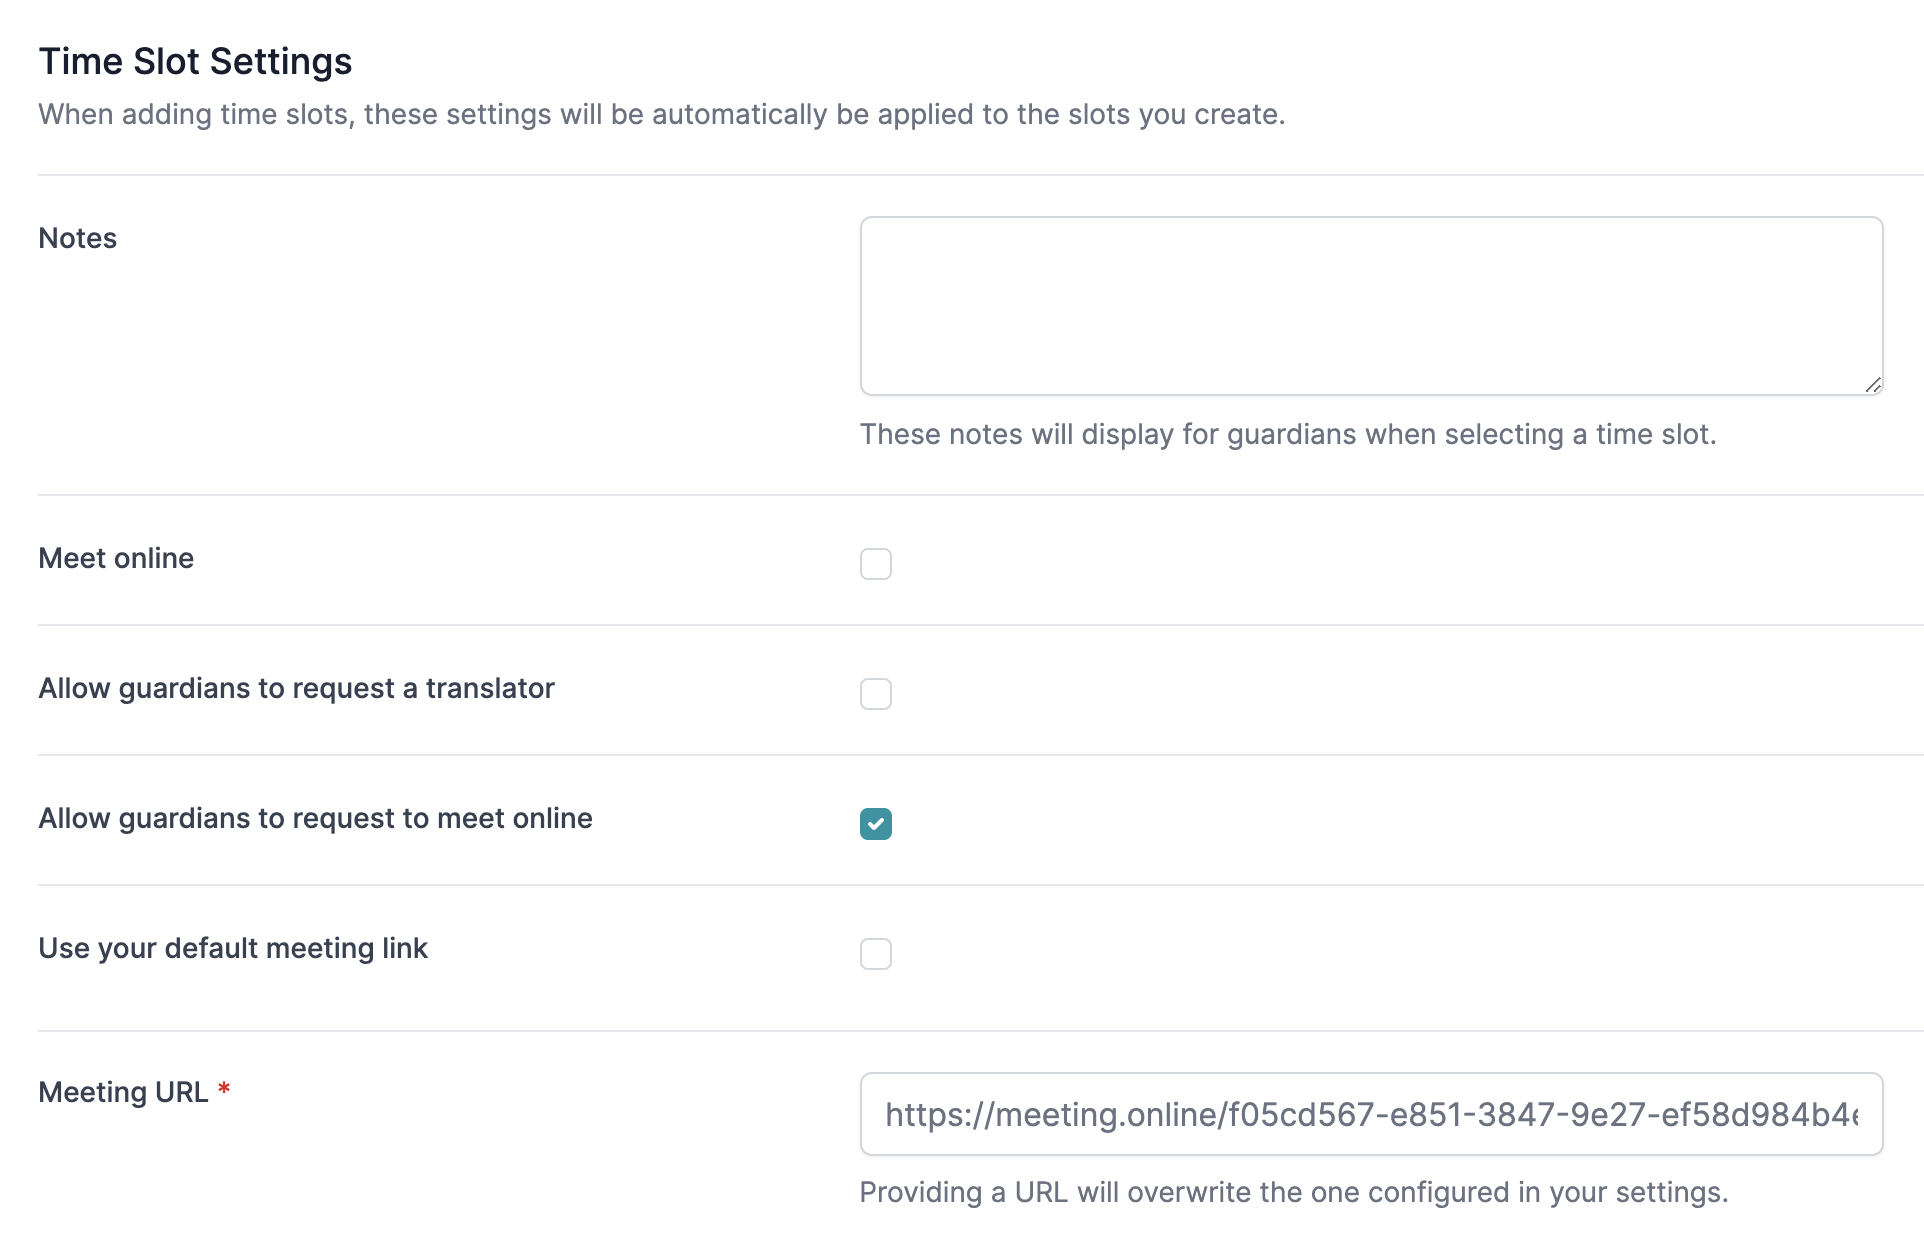 Time Slot Settings
When adding time slots, these settings will be automatically be applied to the slots you create.
Notes
These notes will display for guardians when selecting a time slot.
Meet online
Allow guardians to request a translator
Allow guardians to request to meet online
Use your default meeting link
Meeting URL *
https://meeting.online/f05cd567-e851-3847-9e27-ef58d984b4e
Providing a URL will overwrite the one configured in your settings.